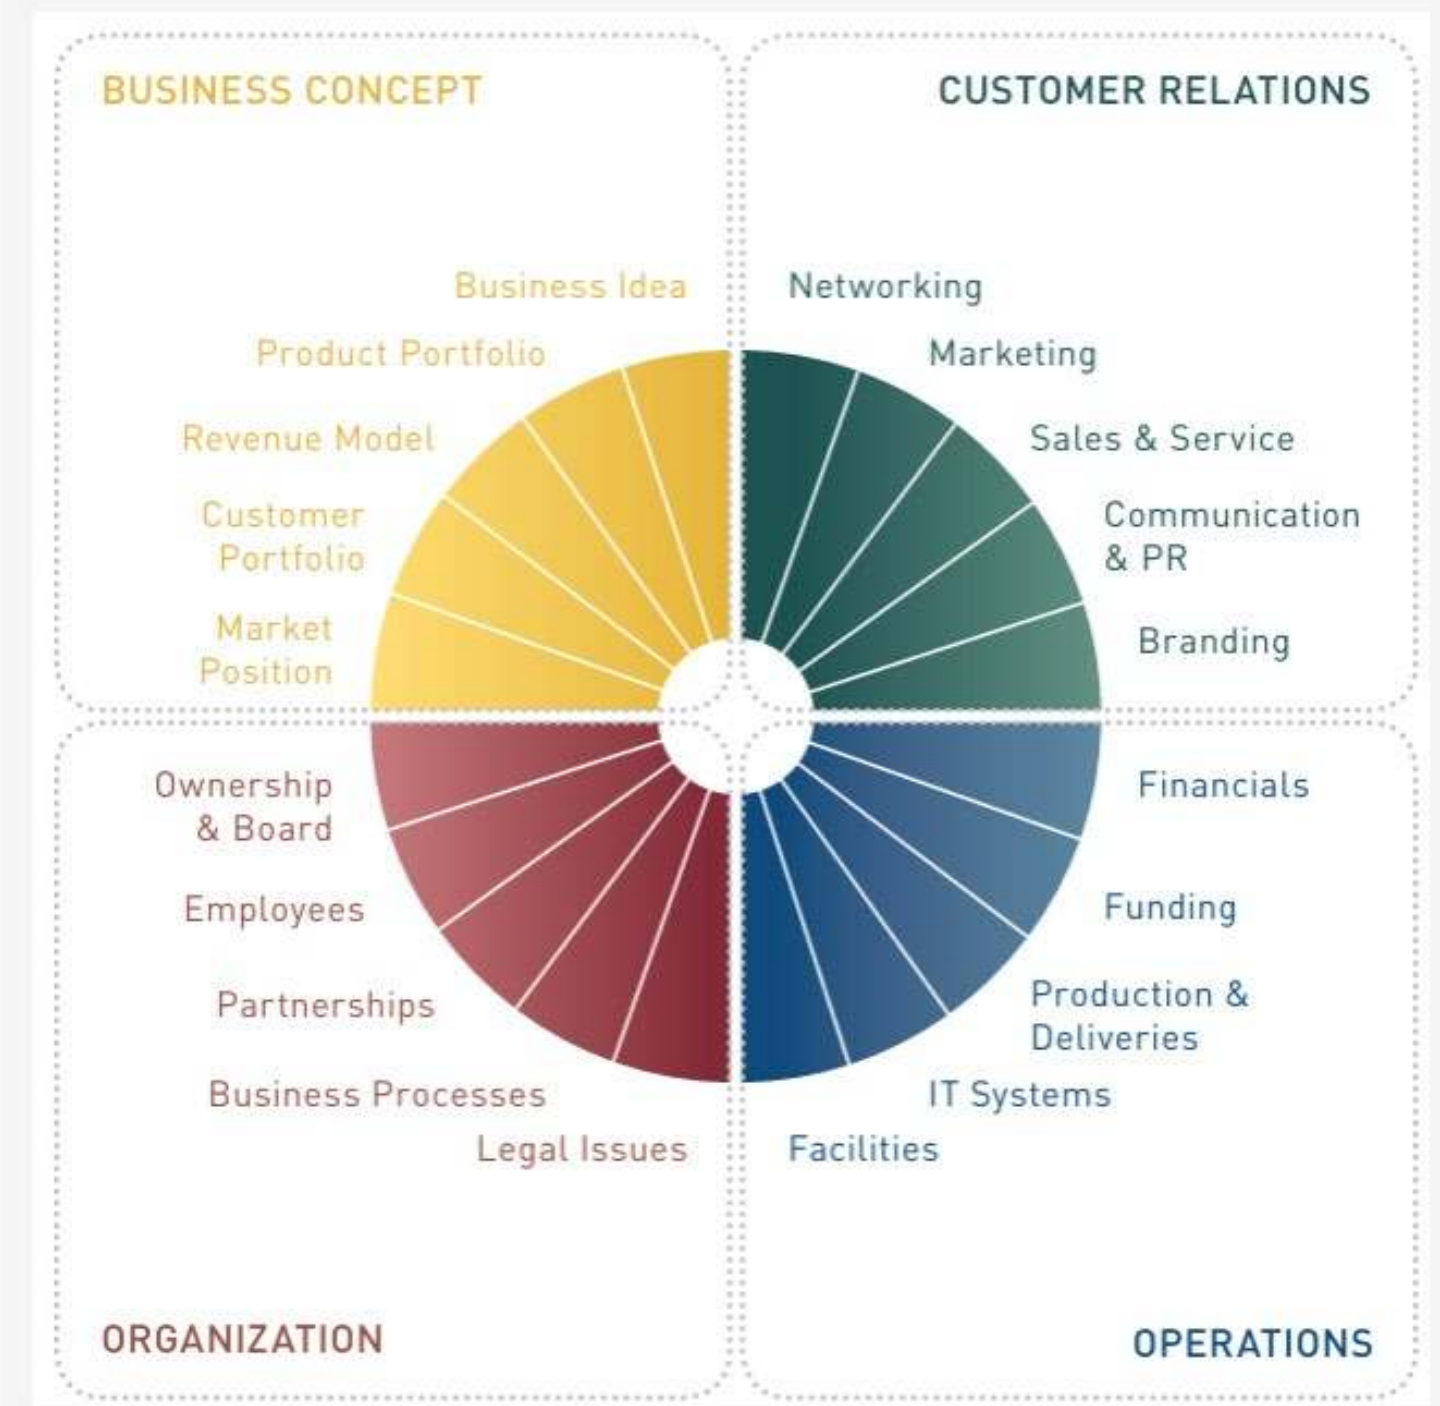 BUSINESS CONCEPT
Business Idea
Product Portfolio
Revenue Model
Customer
Portfolio
Market
Position
CUSTOMER RELATIONS
Networking
Marketing
Sales & Service
Communication
& PR
Branding
Ownership
& Board
Employees
Partnerships
Business Processes
Legal Issues
ORGANIZATION
Financials
Funding
Production &
Deliveries
IT Systems
Facilities
OPERATIONS